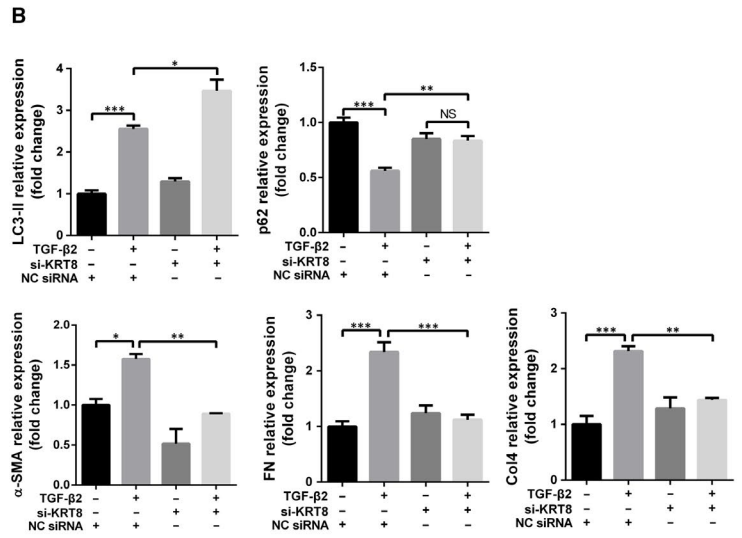 B
LC3-II relative expression
(fold change)
4
3
2
1
0
***
*
TGF-β2 – + – +
si-KRT8 – – + +
NC siRNA + + – –
p62 relative expression
(fold change)
1.5
1.0
0.5
0.0
***
**
NS
TGF-β2 – + – +
si-KRT8 – – + +
NC siRNA + + – –
α-SMA relative expression
(fold change)
2.0
1.5
1.0
0.5
0.0
*
**
TGF-β2 – + – +
si-KRT8 – – + +
NC siRNA + + – –
FN relative expression
(fold change)
3
2
1
0
***
***
TGF-β2 – + – +
si-KRT8 – – + +
NC siRNA + + – –
Col4 relative expression
(fold change)
3
2
1
0
***
**
TGF-β2 – + – +
si-KRT8 – – + +
NC siRNA + + – –